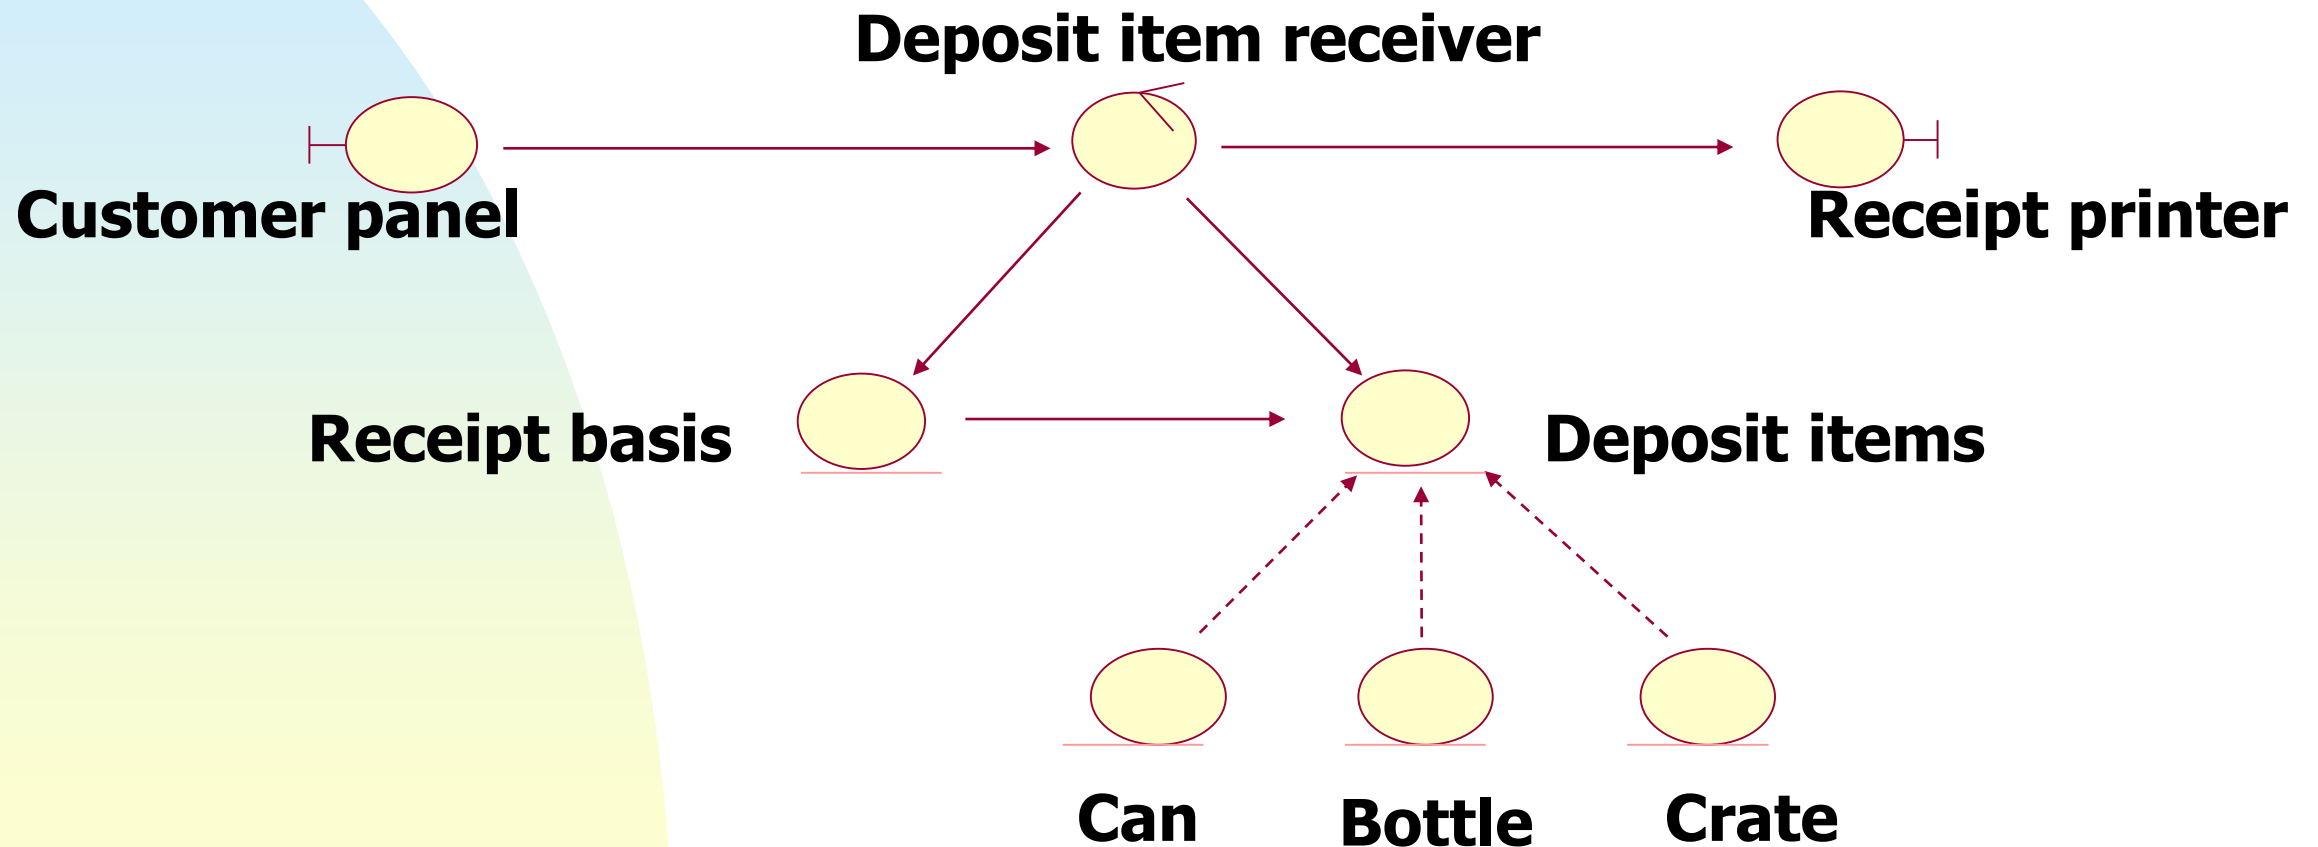 Deposit item receiver
Customer panel
Receipt printer
Receipt basis
Deposit items
Can
Bottle
Crate